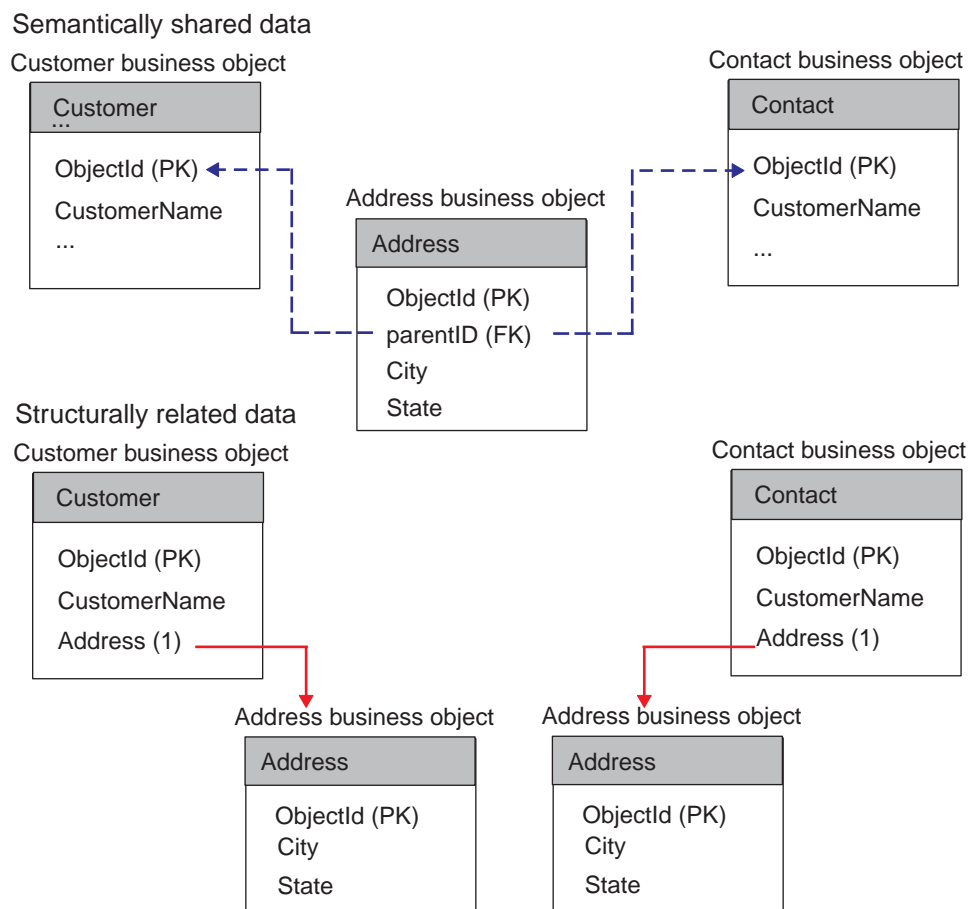 Semantically shared data
Customer business object
Customer
...
ObjectId (PK)
CustomerName
...
Contact business object
Contact
ObjectId (PK)
CustomerName
...
Address business object
Address
ObjectId (PK)
parentID (FK)
City
State
Structurally related data
Customer business object
Customer
ObjectId (PK)
CustomerName
Address (1)
Contact business object
Contact
ObjectId (PK)
CustomerName
Address (1)
Address business object
Address
ObjectId (PK)
City
State
Address business object
Address
ObjectId (PK)
City
State